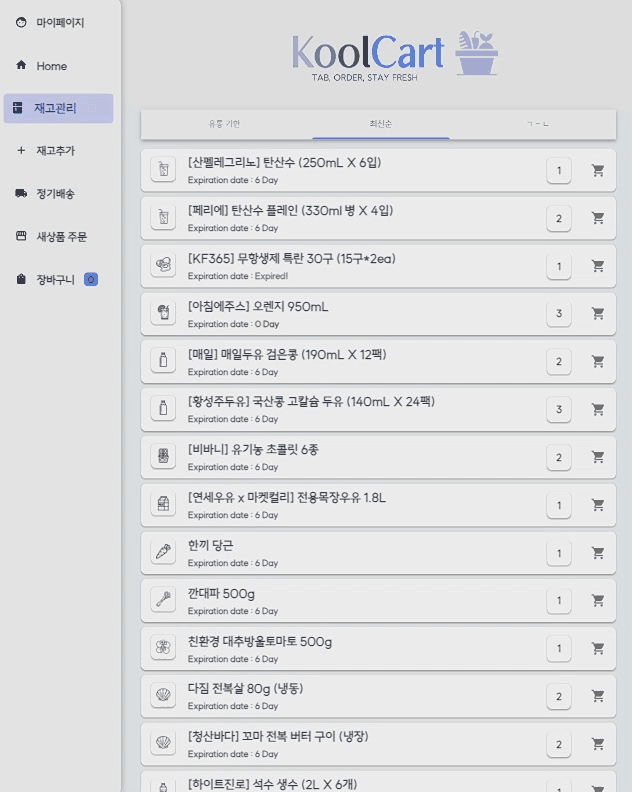 마이페이지
Home
재고관리
재고추가
정기배송
새상품 주문
장바구니 0
KoolCart
TAB, ORDER, STAY FRESH
유통 기한 최신순 ㄱ - ㄴ
[산펠레그리노] 탄산수 (250mL X 6입) 1
Expiration date : 6 Day
[페리에] 탄산수 플레인 (330ml 병 X 4입) 2
Expiration date : 6 Day
[KF365] 무항생제 특란 30구 (15구*2ea) 1
Expiration date : Expired!
[아침에주스] 오렌지 950mL 3
Expiration date : 0 Day
[매일] 매일두유 검은콩 (190mL X 12팩) 2
Expiration date : 6 Day
[황성주두유] 국산콩 고칼슘 두유 (140mL X 24팩) 3
Expiration date : 6 Day
[비바니] 유기농 초콜릿 6종 2
Expiration date : 6 Day
[연세우유 x 마켓컬리] 전용목장우유 1.8L 1
Expiration date : 6 Day
한끼 당근 1
Expiration date : 6 Day
깐대파 500g 1
Expiration date : 6 Day
친환경 대추방울토마토 500g 1
Expiration date : 6 Day
다짐 전복살 80g (냉동) 2
Expiration date : 6 Day
[청산바다] 꼬마 전복 버터 구이 (냉장) 2
Expiration date : 6 Day
[하이트진로] 석수 생수 (2L X 6개) 1